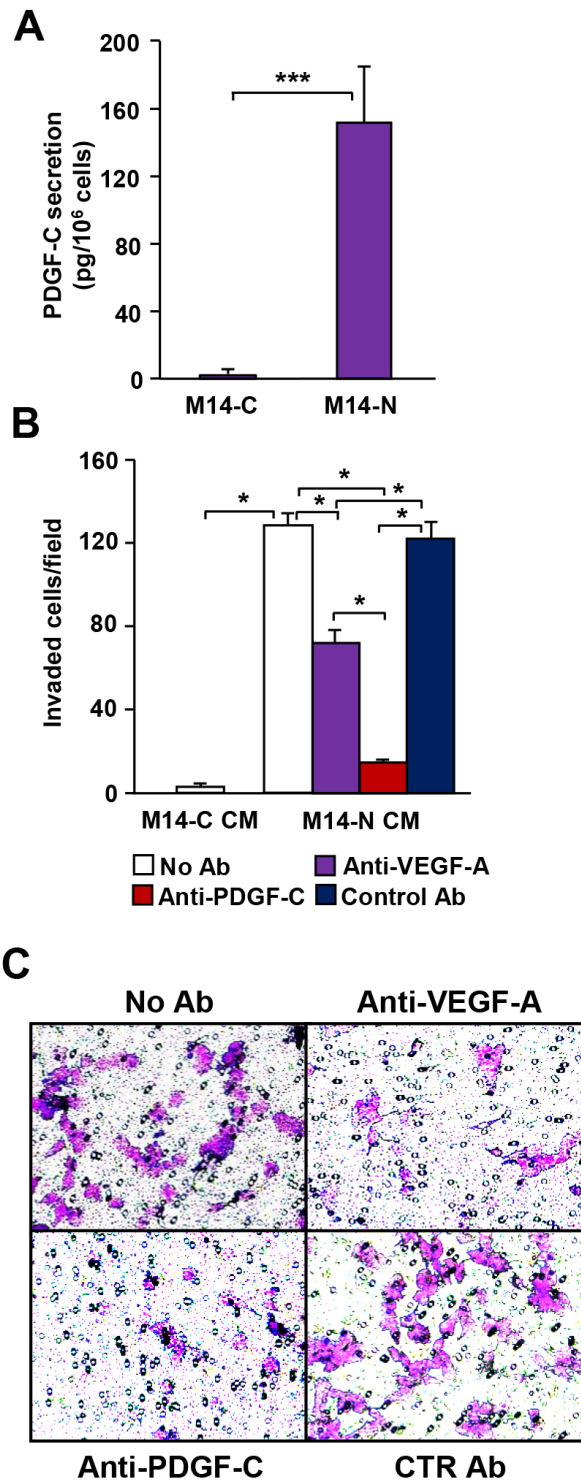 A
PDGF-C secretion
(pg/10⁶ cells)
200
160
120
80
40
0
***
M14-C
M14-N
B
Invaded cells/field
160
120
80
40
0
*
*
*
*
*
*
M14-C CM
M14-N CM
No Ab
Anti-VEGF-A
Anti-PDGF-C
Control Ab
C
No Ab
Anti-VEGF-A
Anti-PDGF-C
CTR Ab